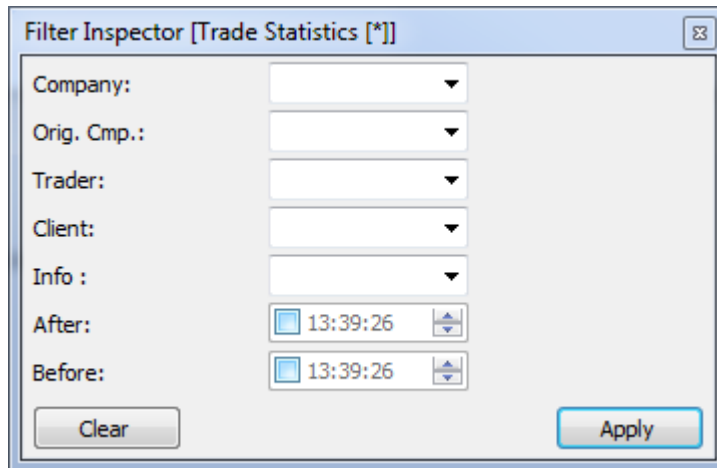 Filter Inspector [Trade Statistics [*]]
Company:
Orig. Cmp.:
Trader:
Client:
Info :
After: 13:39:26
Before: 13:39:26
Clear Apply